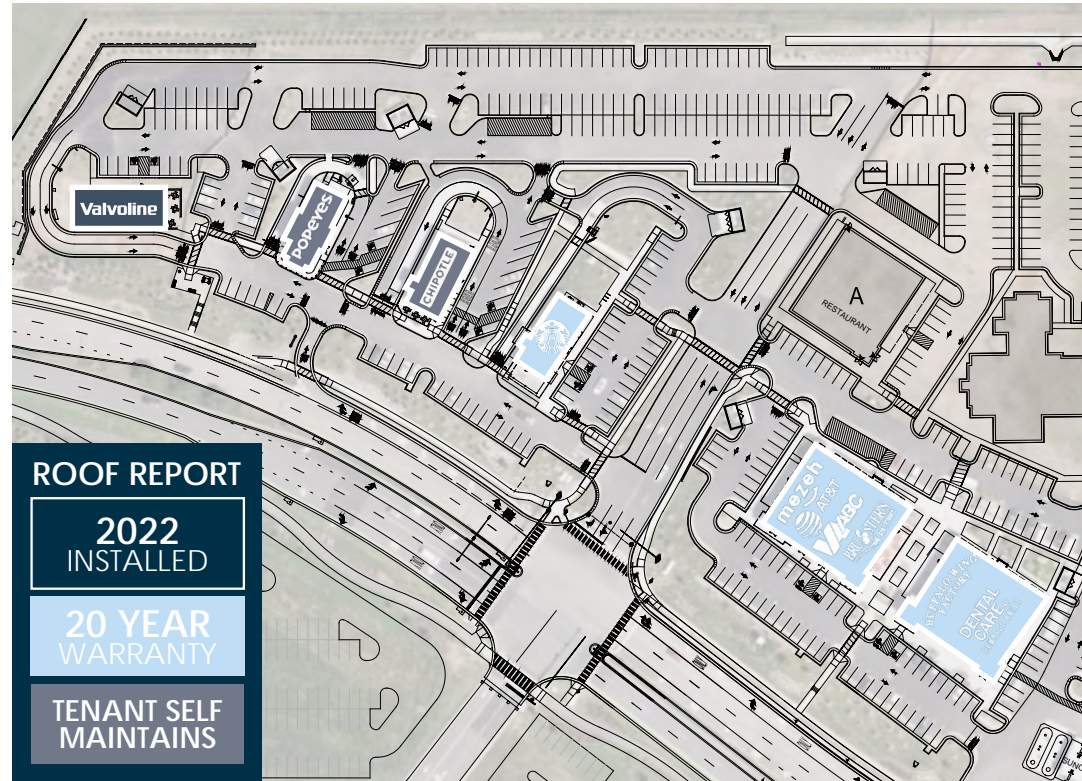 Valvoline
POPEYES
CHIPOTLE
A
RESTAURANT
mezeh
AT&T
ABC
BUFFALO WING
FACTORY
DENTAL
CARE
ROOF REPORT
2022
INSTALLED
20 YEAR
WARRANTY
TENANT SELF
MAINTAINS